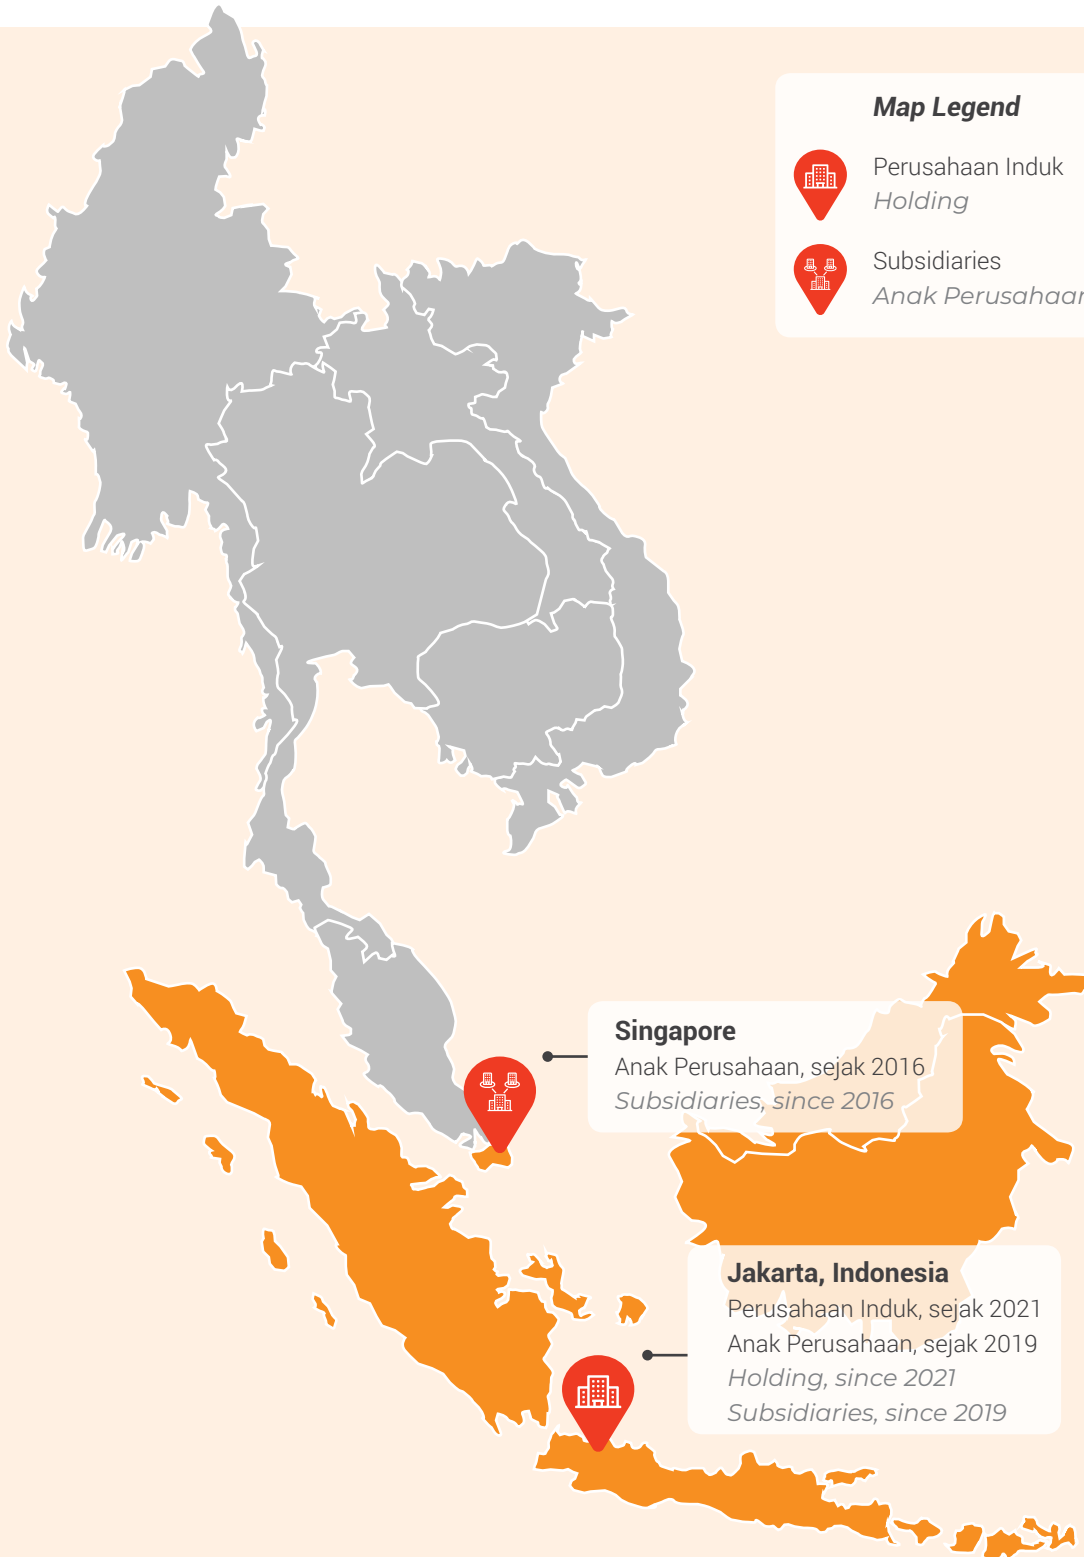 Map Legend
Perusahaan Induk
Holding
Subsidiaries
Anak Perusahaan
Singapore
Anak Perusahaan, sejak 2016
Subsidiaries, since 2016
Jakarta, Indonesia
Perusahaan Induk, sejak 2021
Anak Perusahaan, sejak 2019
Holding, since 2021
Subsidiaries, since 2019